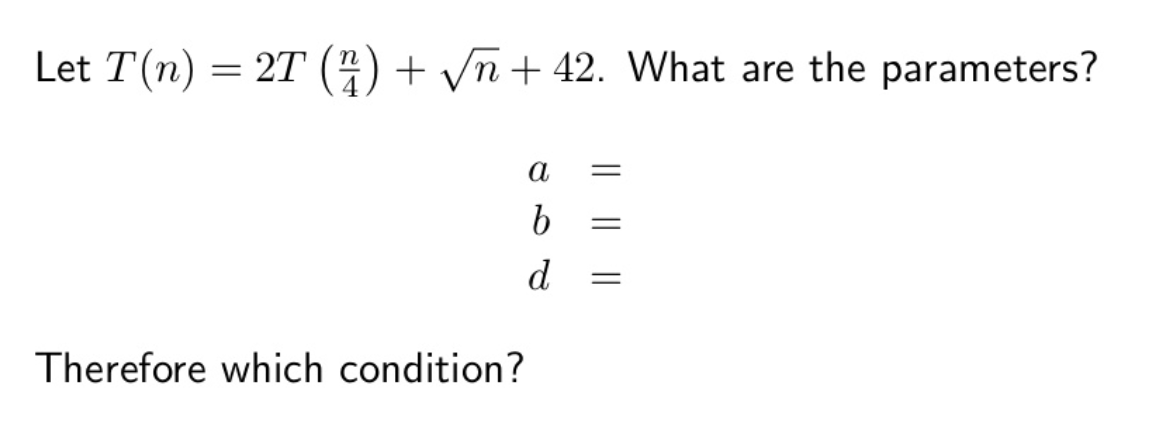 Let T(n) = 2T (n/4) + √n + 42. What are the parameters?
a =
b =
d =
Therefore which condition?